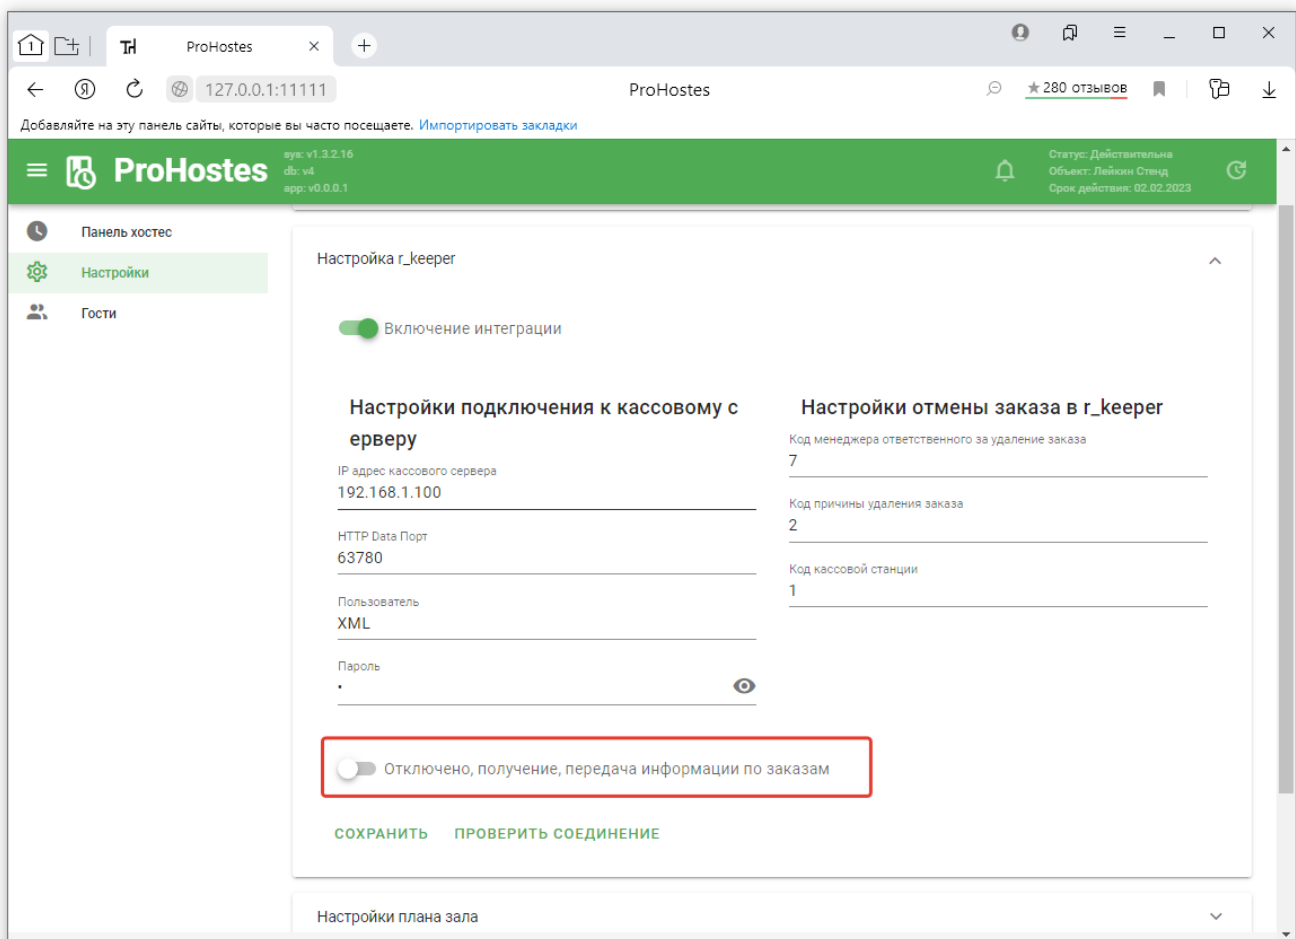 1
ProHostes
Я
127.0.0.1:11111
ProHostes
★ 280 отзывов
Добавляйте на эту панель сайты, которые вы часто посещаете. Импортировать закладки
ProHostes
sys: v1.3.2.16
db: v4
app: v0.0.0.1
Статус: Действительна
Объект: Лейкин Стенд
Срок действия: 02.02.2023
Панель хостес
Настройки
Гости
Настройка r_keeper
Включение интеграции
Настройки подключения к кассовому с
ерверу
IP адрес кассового сервера
192.168.1.100
HTTP Data Порт
63780
Пользователь
XML
Пароль
•
Настройки отмены заказа в r_keeper
Код менеджера ответственного за удаление заказа
7
Код причины удаления заказа
2
Код кассовой станции
1
Отключено, получение, передача информации по заказам
СОХРАНИТЬ ПРОВЕРИТЬ СОЕДИНЕНИЕ
Настройки плана зала